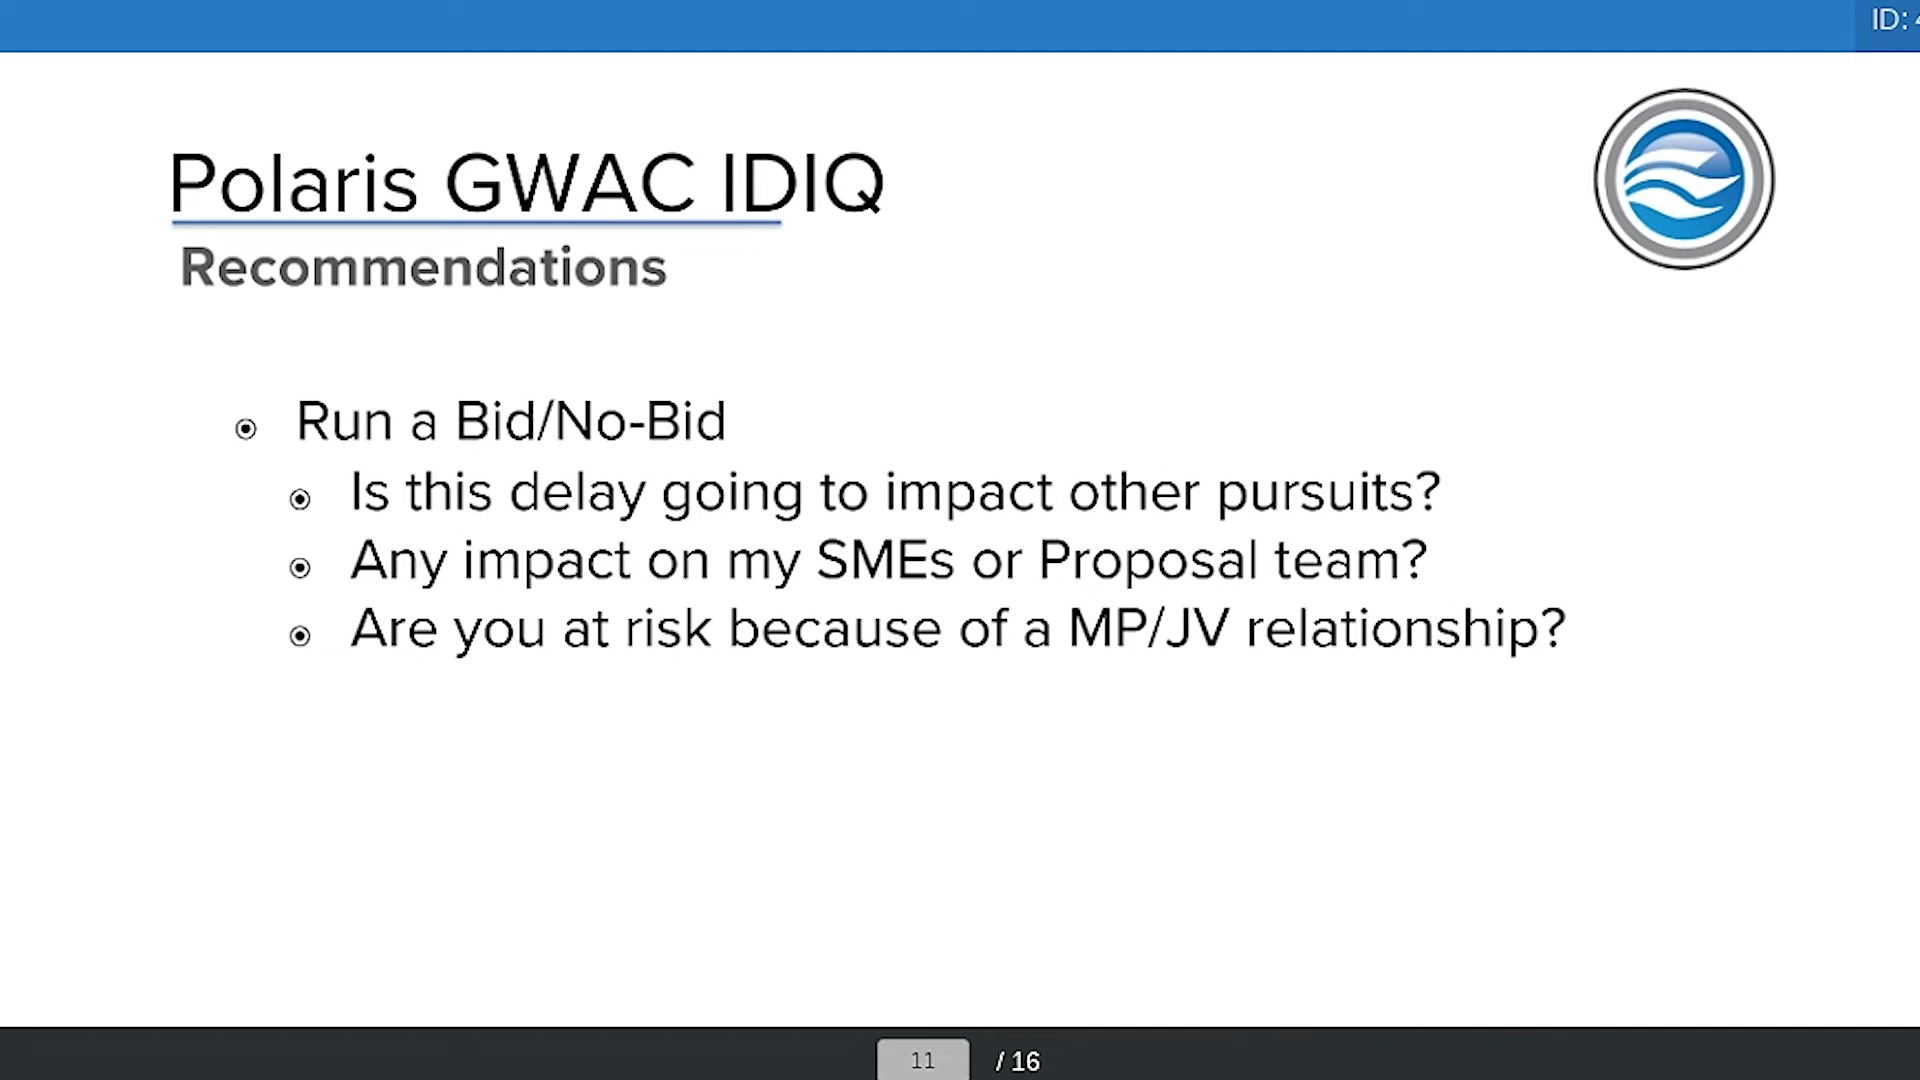 ID:
Polaris GWAC IDIQ
Recommendations
Run a Bid/No-Bid
Is this delay going to impact other pursuits?
Any impact on my SMEs or Proposal team?
Are you at risk because of a MP/JV relationship?
11 / 16